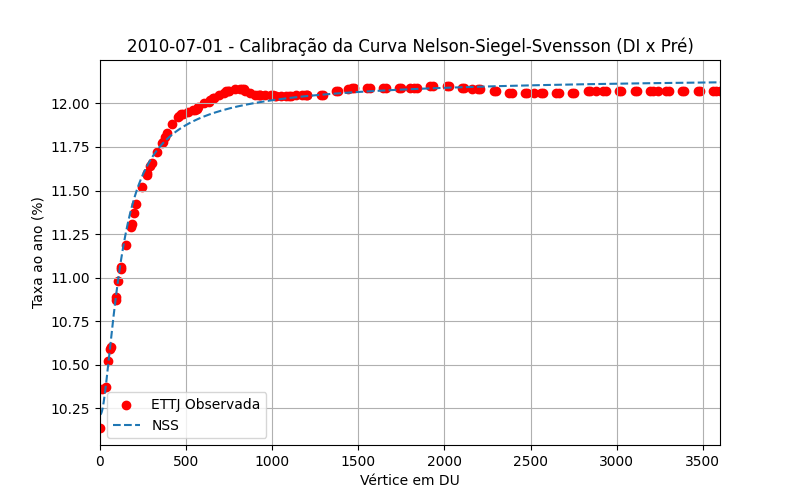 2010-07-01 - Calibração da Curva Nelson-Siegel-Svensson (DI x Pré)
Taxa ao ano (%)
12.00
11.75
11.50
11.25
11.00
10.75
10.50
10.25
ETTJ Observada
NSS
0 500 1000 1500 2000 2500 3000 3500
Vértice em DU